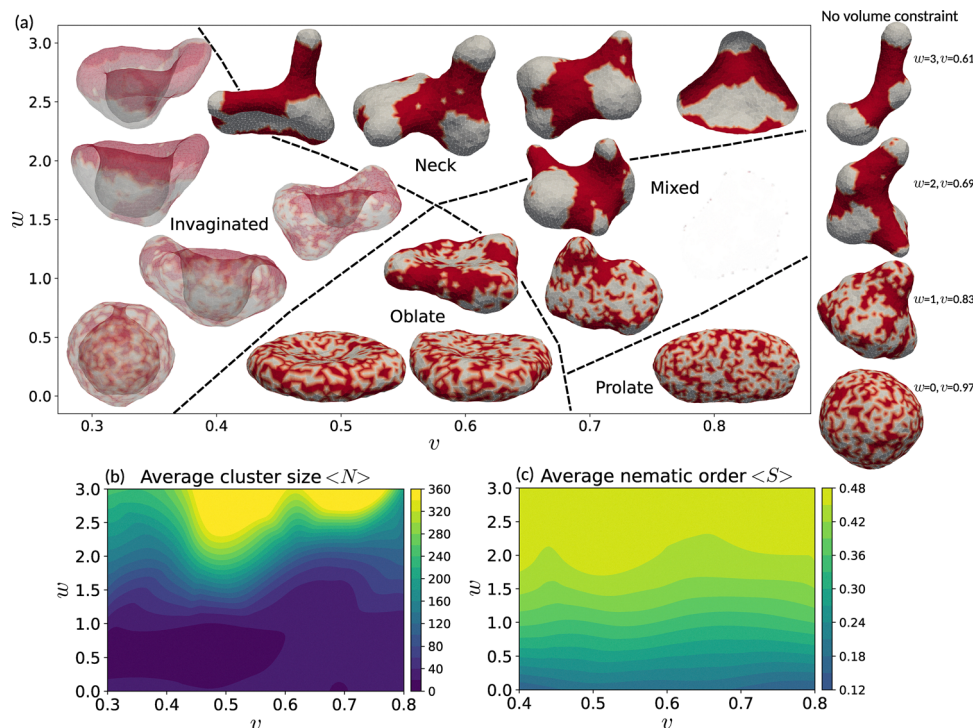 (a)
No volume constraint
3.0
2.5
2.0
1.5
1.0
0.5
0.0
w
0.3
0.4
0.5
0.6
0.7
0.8
v
Neck
Mixed
Invaginated
Oblate
Prolate
w=3, v=0.61
w=2, v=0.69
w=1, v=0.83
w=0, v=0.97
(b) Average cluster size <N>
3.0
2.5
2.0
1.5
1.0
0.5
0.0
w
0.3
0.4
0.5
0.6
0.7
0.8
v
360
320
280
240
200
160
120
80
40
0
(c) Average nematic order <S>
3.0
2.5
2.0
1.5
1.0
0.5
0.0
w
0.4
0.5
0.6
0.7
0.8
v
0.48
0.42
0.36
0.30
0.24
0.18
0.12